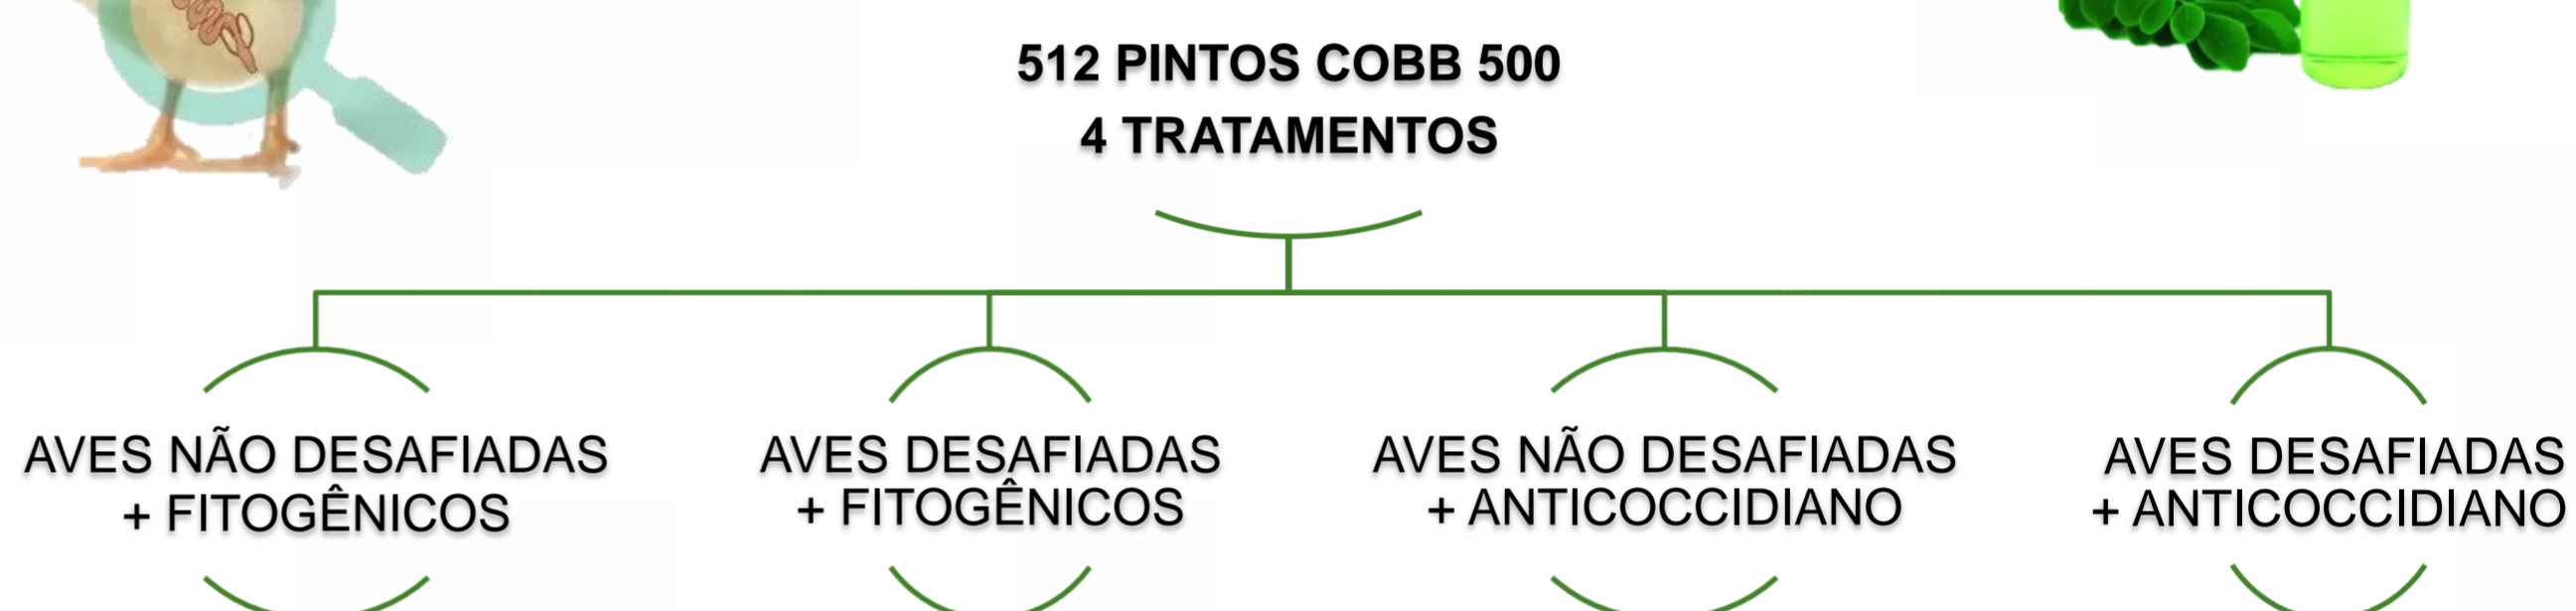 512 PINTOS COBB 500
4 TRATAMENTOS
AVES NÃO DESAFIADAS
+ FITOGÊNICOS
AVES DESAFIADAS
+ FITOGÊNICOS
AVES NÃO DESAFIADAS
+ ANTICOCCIDIANO
AVES DESAFIADAS
+ ANTICOCCIDIANO